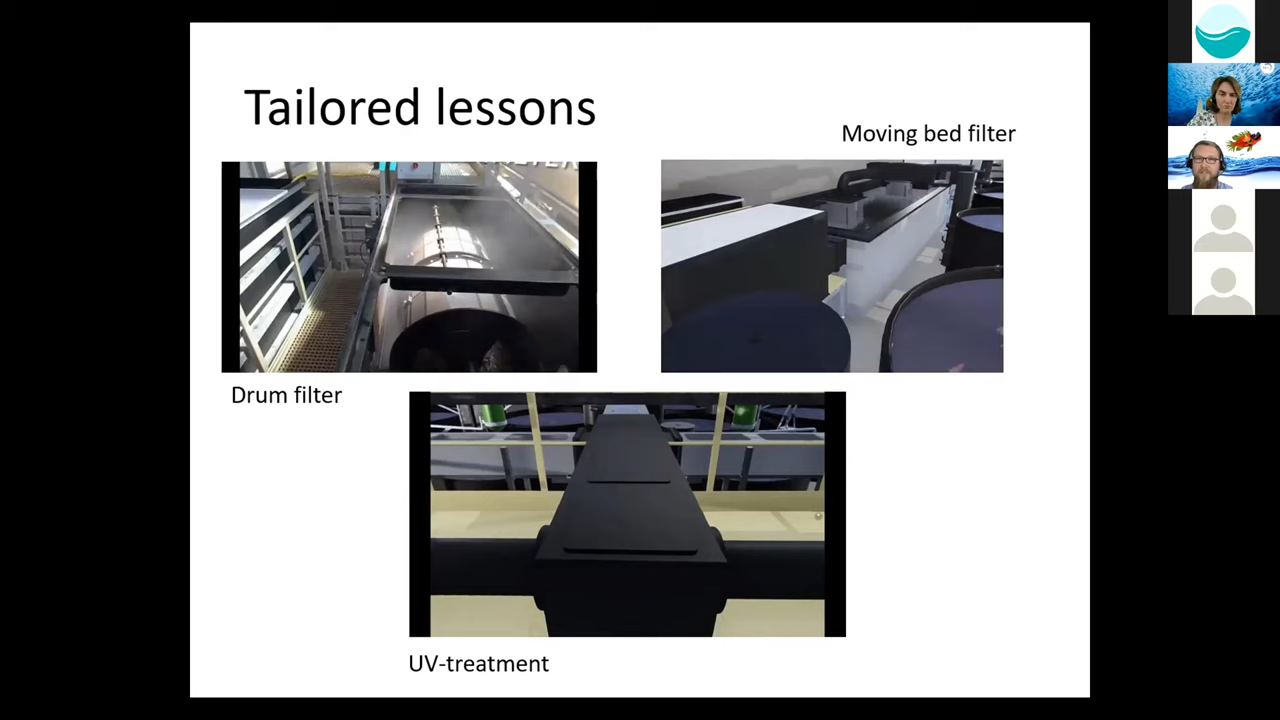 Tailored lessons
Moving bed filter
Drum filter
UV-treatment